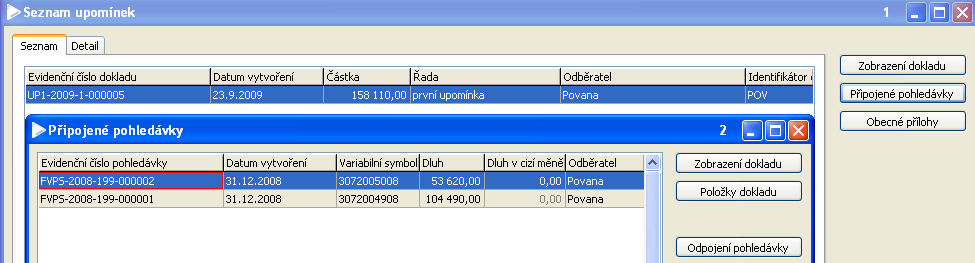 Seznam upomínek 1
Seznam Detail
Evidenční číslo dokladu Datum vytvoření Částka Řada Odběratel Identifikátor
UP1-2009-1-000005 23.9.2009 158 110,00 první upomínka Povana POV
Zobrazení dokladu
Připojené pohledávky
Obecné přílohy
Připojené pohledávky 2
Evidenční číslo pohledávky Datum vytvoření Variabilní symbol Dluh Dluh v cizí měně Odběratel
FVPS-2008-199-000002 31.12.2008 3072005008 53 620,00 0,00 Povana
FVPS-2008-199-000001 31.12.2008 3072004908 104 490,00 0,00 Povana
Zobrazení dokladu
Položky dokladu
Odpojení pohledávky